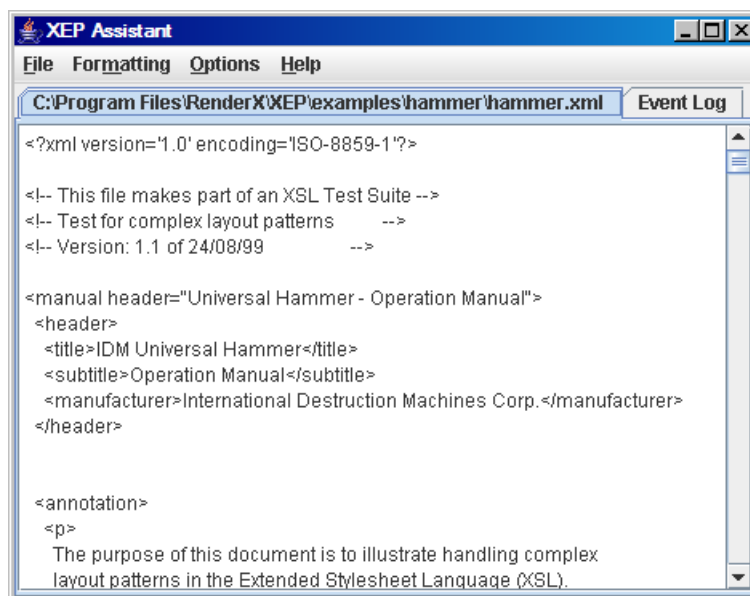 XEP Assistant
File Formatting Options Help
C:\Program Files\RenderX\XEP\examples\hammer\hammer.xml Event Log
<?xml version='1.0' encoding='ISO-8859-1'?>
<!-- This file makes part of an XSL Test Suite -->
<!-- Test for complex layout patterns -->
<!-- Version: 1.1 of 24/08/99 -->
<manual header="Universal Hammer - Operation Manual">
<header>
<title>IDM Universal Hammer</title>
<subtitle>Operation Manual</subtitle>
<manufacturer>International Destruction Machines Corp.</manufacturer>
</header>
<annotation>
<p>
The purpose of this document is to illustrate handling complex
layout patterns in the Extended Stylesheet Language (XSL).